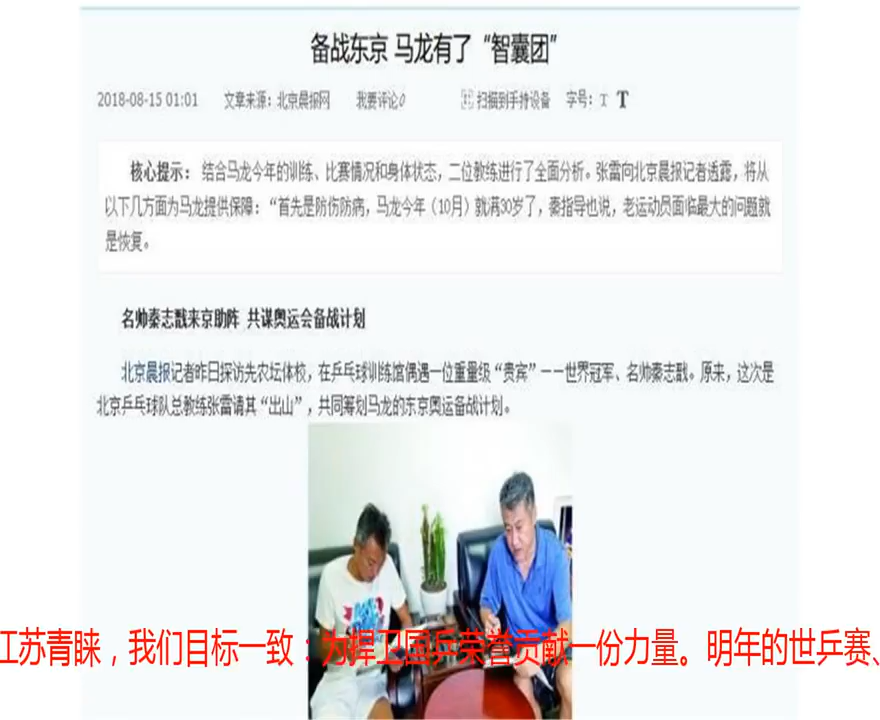 备战东京 马龙有了“智囊团”
2018-08-15 01:01 文章来源：北京晨报网 我要评论0 扫描到手持设备 字号：T T
核心提示： 结合马龙今年的训练、比赛情况和身体状态，二位教练进行了全面分析。张雷向北京晨报记者透露，将从
以下几方面为马龙提供保障：“首先是防伤防病，马龙今年（10月）就满30岁了，秦指导也说，老运动员面临最大的问题就
是恢复。
名帅秦志戬来京助阵 共谋奥运会备战计划
北京晨报记者昨日探访先农坛体校，在乒乓球训练馆偶遇一位重量级“贵宾”——世界冠军、名帅秦志戬。原来，这次是
北京乒乓球队总教练张雷请其“出山”，共同筹划马龙的东京奥运备战计划。
江苏青睐，我们目标一致：为捍卫国乒荣誉贡献一份力量。明年的世乒赛、